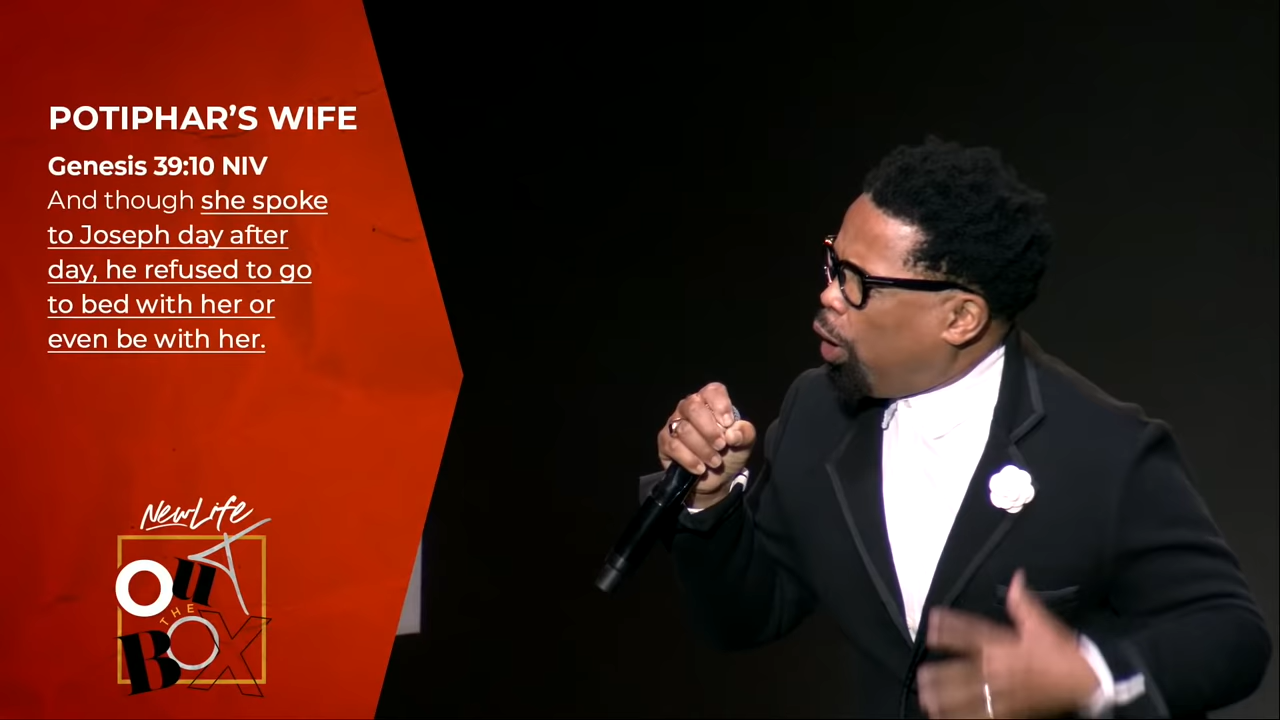 POTIPHAR’S WIFE
Genesis 39:10 NIV
And though she spoke
to Joseph day after
day, he refused to go
to bed with her or
even be with her.
NewLife
OuT
THE
BOX